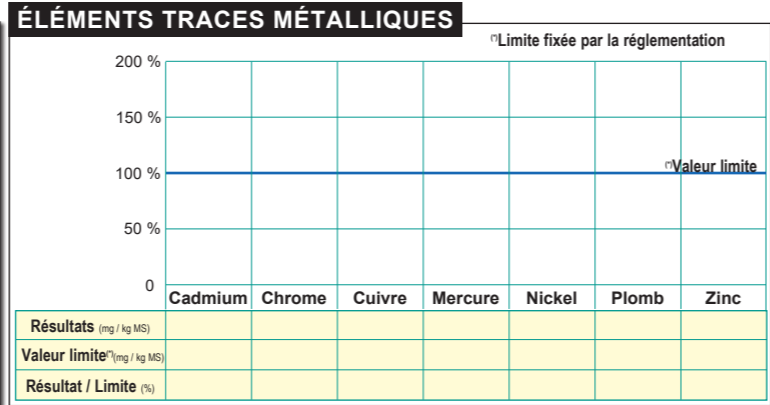 ÉLÉMENTS TRACES MÉTALLIQUES
(*)Limite fixée par la réglementation
200 %
150 %
(*)Valeur limite
100 %
50 %
0
Cadmium Chrome Cuivre Mercure Nickel Plomb Zinc
Résultats (mg / kg MS)
Valeur limite(*)(mg / kg MS)
Résultat / Limite (%)